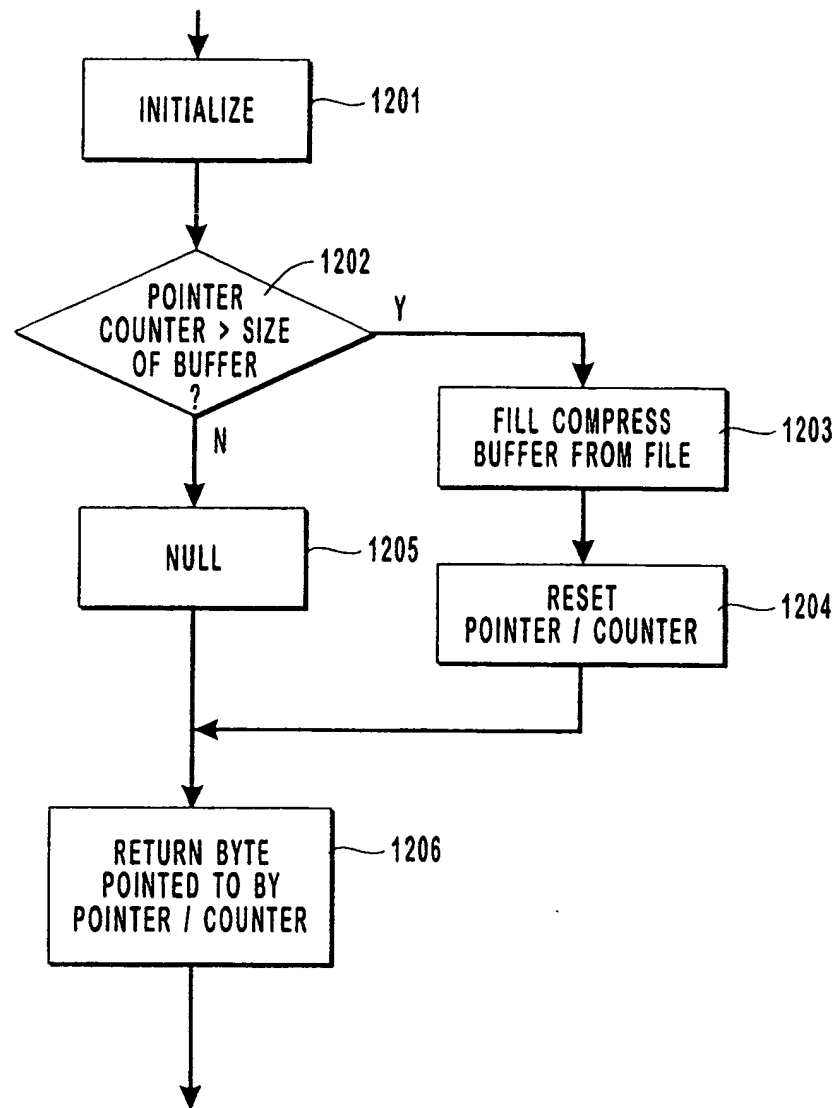 INITIALIZE
1201
1202
POINTER
COUNTER > SIZE
OF BUFFER
?
Y
N
FILL COMPRESS
BUFFER FROM FILE
1203
NULL
1205
RESET
POINTER / COUNTER
1204
RETURN BYTE
POINTED TO BY
POINTER / COUNTER
1206